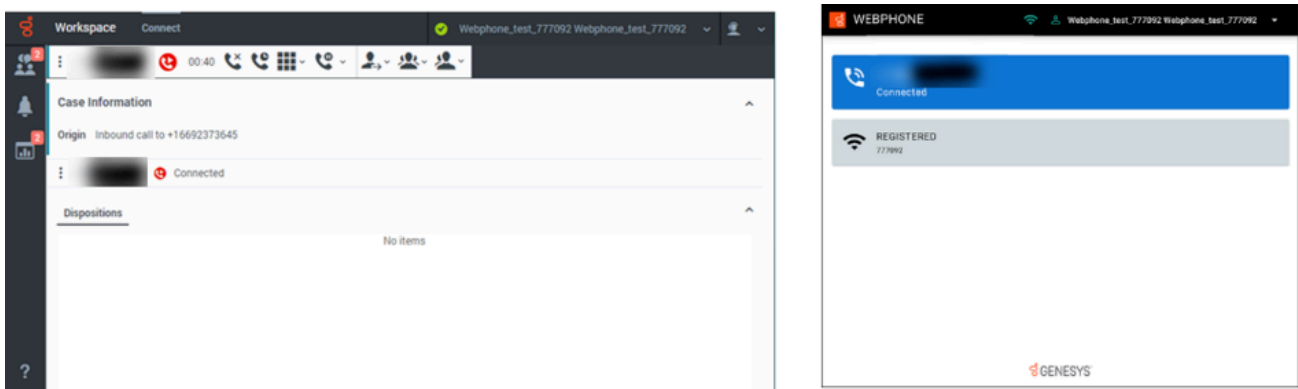 Workspace Connect Webphone_test_777092 Webphone_test_777092
2
00:40
Case Information
Origin Inbound call to +16692373645
2
Connected
Dispositions
No items
?
WEBPHONE Webphone_test_777092 Webphone_test_777092
Connected
REGISTERED
777092
GENESYS